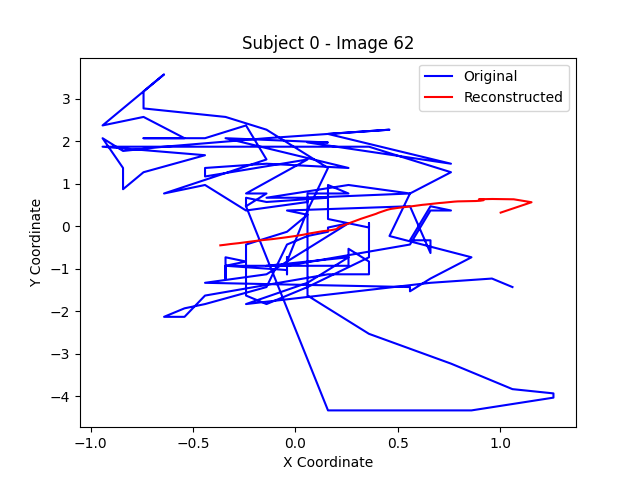 Subject 0 - Image 62
Original
Reconstructed
3
2
1
0
−1
−2
−3
−4
Y Coordinate
−1.0 −0.5 0.0 0.5 1.0
X Coordinate